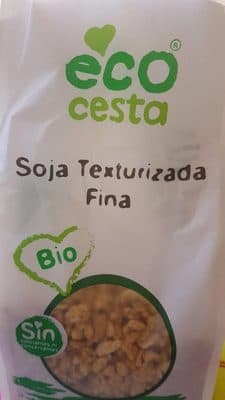 eco
®
cesta
Soja Texturizada
Fina
Bio
Sin